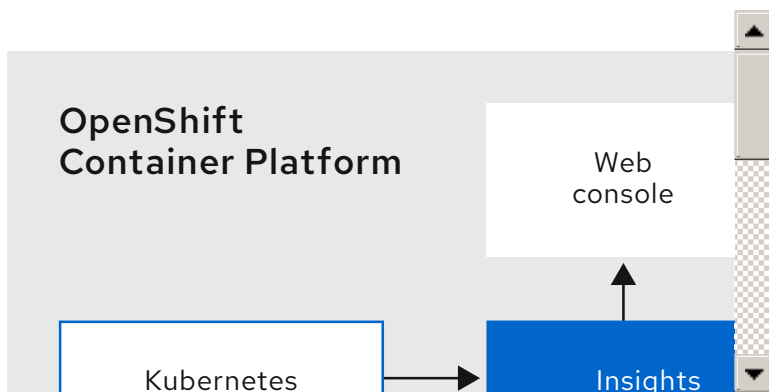 OpenShift
Container Platform
Web
console
Kubernetes
Insights